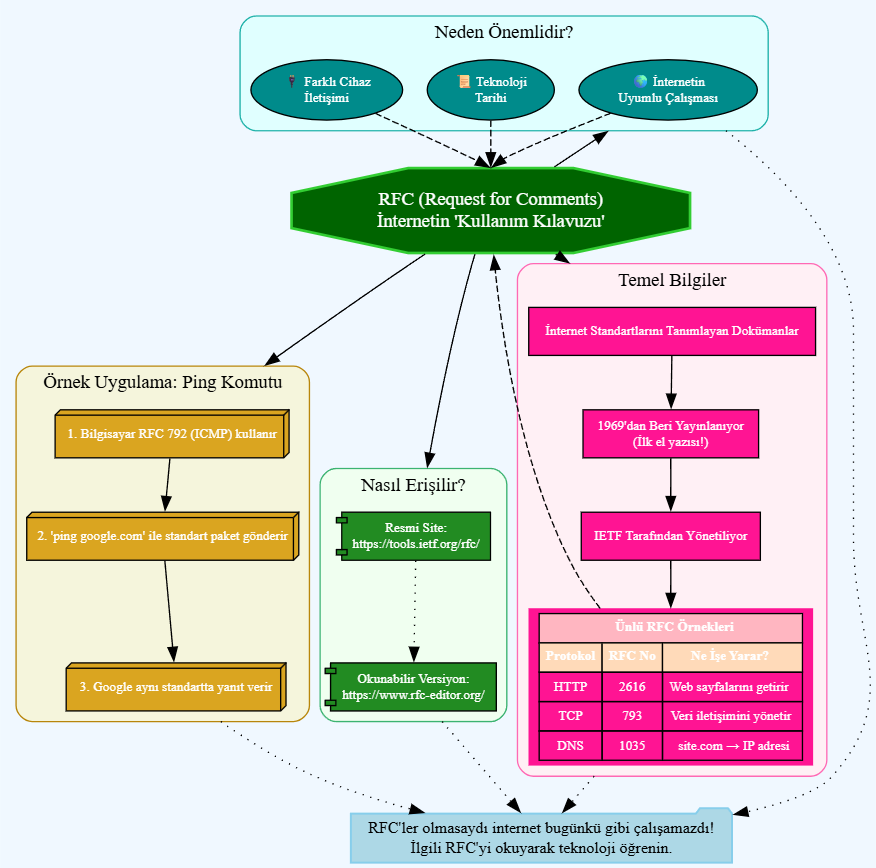 Neden Önemlidir?
🎙 Farklı Cihaz
İletişimi
📜 Teknoloji
Tarihi
🌍 İnternetin
Uyumlu Çalışması
RFC (Request for Comments)
İnternetin 'Kullanım Kılavuzu'
Temel Bilgiler
İnternet Standartlarını Tanımlayan Dokümanlar
1969'dan Beri Yayınlanıyor
(İlk el yazısı!)
IETF Tarafından Yönetiliyor
Ünlü RFC Örnekleri
Protokol RFC No Ne İşe Yarar?
HTTP 2616 Web sayfalarını getirir
TCP 793 Veri iletişimini yönetir
DNS 1035 site.com → IP adresi
Örnek Uygulama: Ping Komutu
1. Bilgisayar RFC 792 (ICMP) kullanır
2. 'ping google.com' ile standart paket gönderir
3. Google aynı standartta yanıt verir
Nasıl Erişilir?
Resmi Site:
https://tools.ietf.org/rfc/
Okunabilir Versiyon:
https://www.rfc-editor.org/
RFC'ler olmasaydı internet bugünkü gibi çalışamazdı!
İlgili RFC'yi okuyarak teknoloji öğrenin.